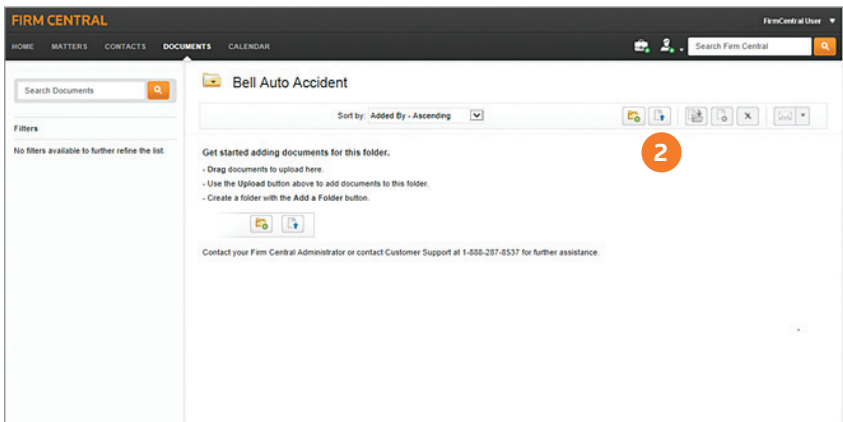 FIRM CENTRAL
FirmCentral User
HOME MATTERS CONTACTS DOCUMENTS CALENDAR
Search Firm Central
Search Documents
Bell Auto Accident
Sort by: Added By - Ascending
Filters
2
No filters available to further refine the list.
Get started adding documents for this folder.
- Drag documents to upload here.
- Use the Upload button above to add documents to this folder.
- Create a folder with the Add a Folder button.
Contact your Firm Central Administrator or contact Customer Support at 1-888-287-8537 for further assistance.